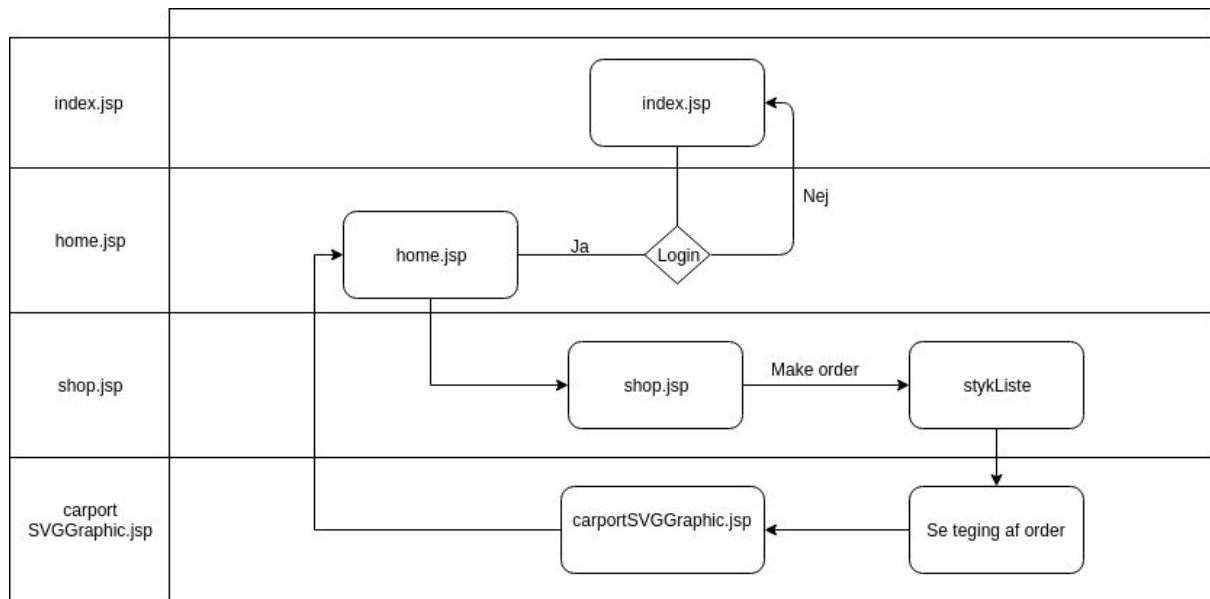 index.jsp
index.jsp
Nej
home.jsp
home.jsp
Ja
Login
shop.jsp
shop.jsp
Make order
stykListe
carport
SVGGraphic.jsp
carportSVGGraphic.jsp
Se teging af order